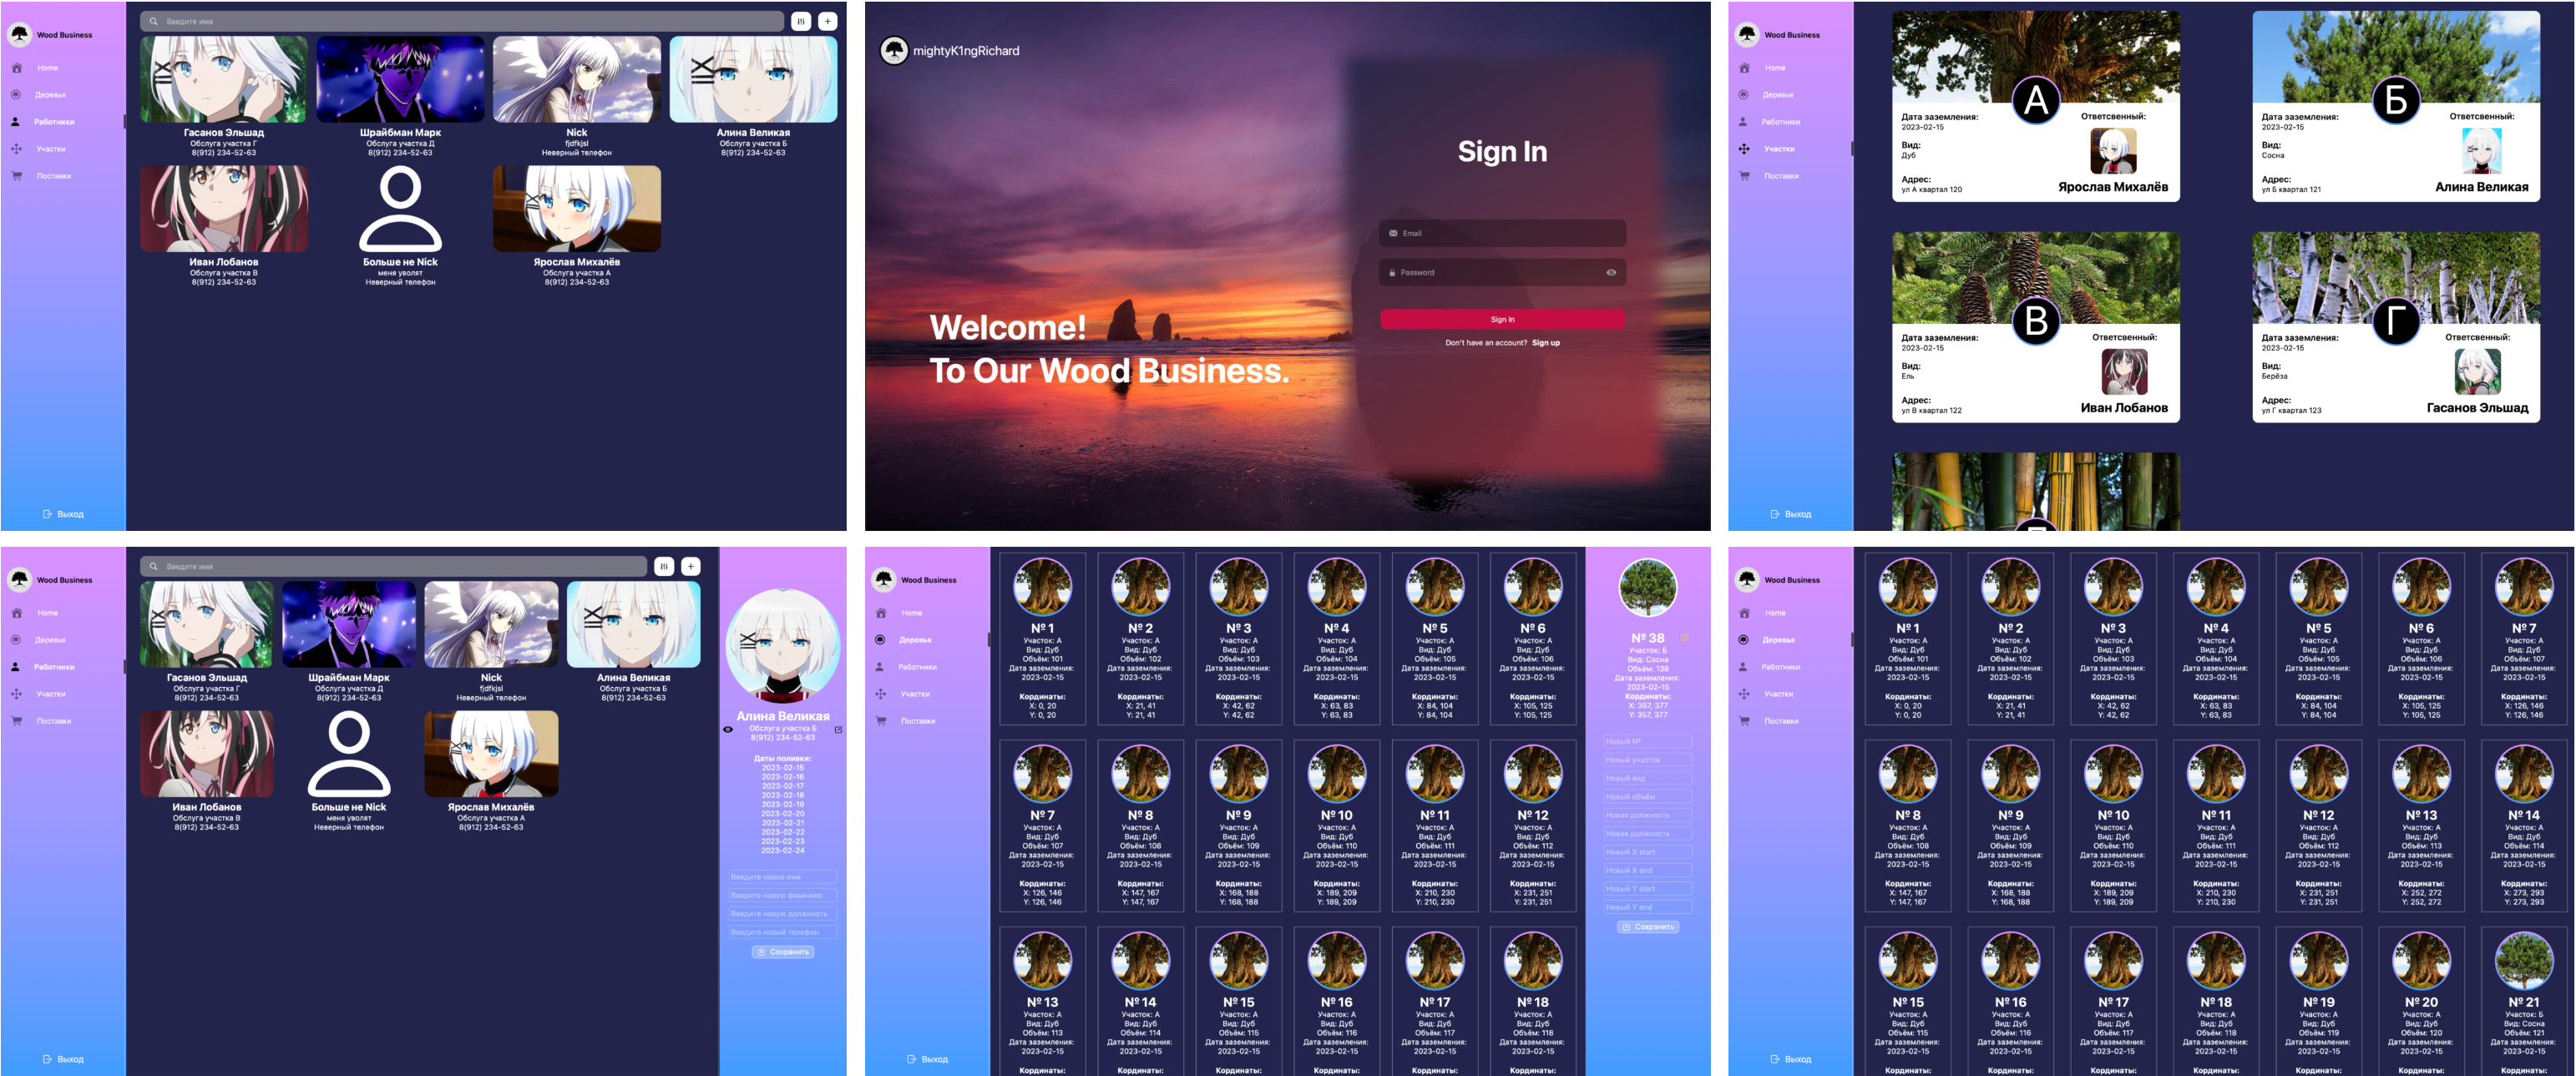 Wood Business
Home
Деревья
Работники
Участки
Поставки
Выход
Введите имя
Гасанов Эльшад
Обслуга участка Г
8(912) 234-52-63
Шрайбман Марк
Обслуга участка Д
8(912) 234-52-63
Nick
fjdfkjsl
Неверный телефон
Алина Великая
Обслуга участка Б
8(912) 234-52-63
Иван Лобанов
Обслуга участка В
8(912) 234-52-63
Больше не Nick
меня уволят
Неверный телефон
Ярослав Михалёв
Обслуга участка А
8(912) 234-52-63
mightyK1ngRichard
Welcome!
To Our Wood Business.
Sign In
Email
Password
Sign In
Don't have an account? Sign up
Wood Business
Home
Деревья
Работники
Участки
Поставки
Выход
А
Дата заземления:
2023-02-15
Вид:
Дуб
Адрес:
ул А квартал 120
Ответсвенный:
Ярослав Михалёв
Б
Дата заземления:
2023-02-15
Вид:
Сосна
Адрес:
ул Б квартал 121
Ответсвенный:
Алина Великая
В
Дата заземления:
2023-02-15
Вид:
Ель
Адрес:
ул В квартал 122
Ответсвенный:
Иван Лобанов
Г
Дата заземления:
2023-02-15
Вид:
Берёза
Адрес:
ул Г квартал 123
Ответсвенный:
Гасанов Эльшад
Wood Business
Home
Деревья
Работники
Участки
Поставки
Выход
Введите имя
Гасанов Эльшад
Обслуга участка Г
8(912) 234-52-63
Шрайбман Марк
Обслуга участка Д
8(912) 234-52-63
Nick
fjdfkjsl
Неверный телефон
Алина Великая
Обслуга участка Б
8(912) 234-52-63
Иван Лобанов
Обслуга участка В
8(912) 234-52-63
Больше не Nick
меня уволят
Неверный телефон
Ярослав Михалёв
Обслуга участка А
8(912) 234-52-63
Алина Великая
Обслуга участка Б
8(912) 234-52-63
Даты поливки:
2023-02-15
2023-02-16
2023-02-17
2023-02-18
2023-02-19
2023-02-20
2023-02-21
2023-02-22
2023-02-23
2023-02-24
Введите новое имя
Введите новую фамилию
Введите новую должность
Введите новый телефон
Сохранить
Wood Business
Home
Деревья
Работники
Участки
Поставки
Выход
№ 1 № 2 № 3 № 4 № 5 № 6
Участок: А Участок: А Участок: А Участок: А Участок: А Участок: А
Вид: Дуб Вид: Дуб Вид: Дуб Вид: Дуб Вид: Дуб Вид: Дуб
Объём: 101 Объём: 102 Объём: 103 Объём: 104 Объём: 105 Объём: 106
Дата заземления: Дата заземления: Дата заземления: Дата заземления: Дата заземления: Дата заземления:
2023-02-15 2023-02-15 2023-02-15 2023-02-15 2023-02-15 2023-02-15
Кординаты: Кординаты: Кординаты: Кординаты: Кординаты: Кординаты:
X: 0, 20 X: 21, 41 X: 42, 62 X: 63, 83 X: 84, 104 X: 105, 125
Y: 0, 20 Y: 21, 41 Y: 42, 62 Y: 63, 83 Y: 84, 104 Y: 105, 125
№ 7 № 8 № 9 № 10 № 11 № 12
Участок: А Участок: А Участок: А Участок: А Участок: А Участок: А
Вид: Дуб Вид: Дуб Вид: Дуб Вид: Дуб Вид: Дуб Вид: Дуб
Объём: 107 Объём: 108 Объём: 109 Объём: 110 Объём: 111 Объём: 112
Дата заземления: Дата заземления: Дата заземления: Дата заземления: Дата заземления: Дата заземления:
2023-02-15 2023-02-15 2023-02-15 2023-02-15 2023-02-15 2023-02-15
Кординаты: Кординаты: Кординаты: Кординаты: Кординаты: Кординаты:
X: 126, 146 X: 147, 167 X: 168, 188 X: 189, 209 X: 210, 230 X: 231, 251
Y: 126, 146 Y: 147, 167 Y: 168, 188 Y: 189, 209 Y: 210, 230 Y: 231, 251
№ 13 № 14 № 15 № 16 № 17 № 18
Участок: А Участок: А Участок: А Участок: А Участок: А Участок: А
Вид: Дуб Вид: Дуб Вид: Дуб Вид: Дуб Вид: Дуб Вид: Дуб
Объём: 113 Объём: 114 Объём: 115 Объём: 116 Объём: 117 Объём: 118
Дата заземления: Дата заземления: Дата заземления: Дата заземления: Дата заземления: Дата заземления:
2023-02-15 2023-02-15 2023-02-15 2023-02-15 2023-02-15 2023-02-15
Кординаты: Кординаты: Кординаты: Кординаты: Кординаты: Кординаты:
№ 38
Участок: Б
Вид: Сосна
Объём: 138
Дата заземления:
2023-02-15
Кординаты:
X: 357, 377
Y: 357, 377
Новый №
Новый участок
Новый вид
Новый объём
Новая должность
Новая должность
Новый X start
Новый X end
Новый Y start
Новый Y end
Сохранить
Wood Business
Home
Деревья
Работники
Участки
Поставки
Выход
№ 1 № 2 № 3 № 4 № 5 № 6 № 7
Участок: А Участок: А Участок: А Участок: А Участок: А Участок: А Участок: А
Вид: Дуб Вид: Дуб Вид: Дуб Вид: Дуб Вид: Дуб Вид: Дуб Вид: Дуб
Объём: 101 Объём: 102 Объём: 103 Объём: 104 Объём: 105 Объём: 106 Объём: 107
Дата заземления: Дата заземления: Дата заземления: Дата заземления: Дата заземления: Дата заземления: Дата заземления:
2023-02-15 2023-02-15 2023-02-15 2023-02-15 2023-02-15 2023-02-15 2023-02-15
Кординаты: Кординаты: Кординаты: Кординаты: Кординаты: Кординаты: Кординаты:
X: 0, 20 X: 21, 41 X: 42, 62 X: 63, 83 X: 84, 104 X: 105, 125 X: 126, 146
Y: 0, 20 Y: 21, 41 Y: 42, 62 Y: 63, 83 Y: 84, 104 Y: 105, 125 Y: 126, 146
№ 8 № 9 № 10 № 11 № 12 № 13 № 14
Участок: А Участок: А Участок: А Участок: А Участок: А Участок: А Участок: А
Вид: Дуб Вид: Дуб Вид: Дуб Вид: Дуб Вид: Дуб Вид: Дуб Вид: Дуб
Объём: 108 Объём: 109 Объём: 110 Объём: 111 Объём: 112 Объём: 113 Объём: 114
Дата заземления: Дата заземления: Дата заземления: Дата заземления: Дата заземления: Дата заземления: Дата заземления:
2023-02-15 2023-02-15 2023-02-15 2023-02-15 2023-02-15 2023-02-15 2023-02-15
Кординаты: Кординаты: Кординаты: Кординаты: Кординаты: Кординаты: Кординаты:
X: 147, 167 X: 168, 188 X: 189, 209 X: 210, 230 X: 231, 251 X: 252, 272 X: 273, 293
Y: 147, 167 Y: 168, 188 Y: 189, 209 Y: 210, 230 Y: 231, 251 Y: 252, 272 Y: 273, 293
№ 15 № 16 № 17 № 18 № 19 № 20 № 21
Участок: А Участок: А Участок: А Участок: А Участок: А Участок: А Участок: Б
Вид: Дуб Вид: Дуб Вид: Дуб Вид: Дуб Вид: Дуб Вид: Дуб Вид: Сосна
Объём: 115 Объём: 116 Объём: 117 Объём: 118 Объём: 119 Объём: 120 Объём: 121
Дата заземления: Дата заземления: Дата заземления: Дата заземления: Дата заземления: Дата заземления: Дата заземления:
2023-02-15 2023-02-15 2023-02-15 2023-02-15 2023-02-15 2023-02-15 2023-02-15
Кординаты: Кординаты: Кординаты: Кординаты: Кординаты: Кординаты: Кординаты: